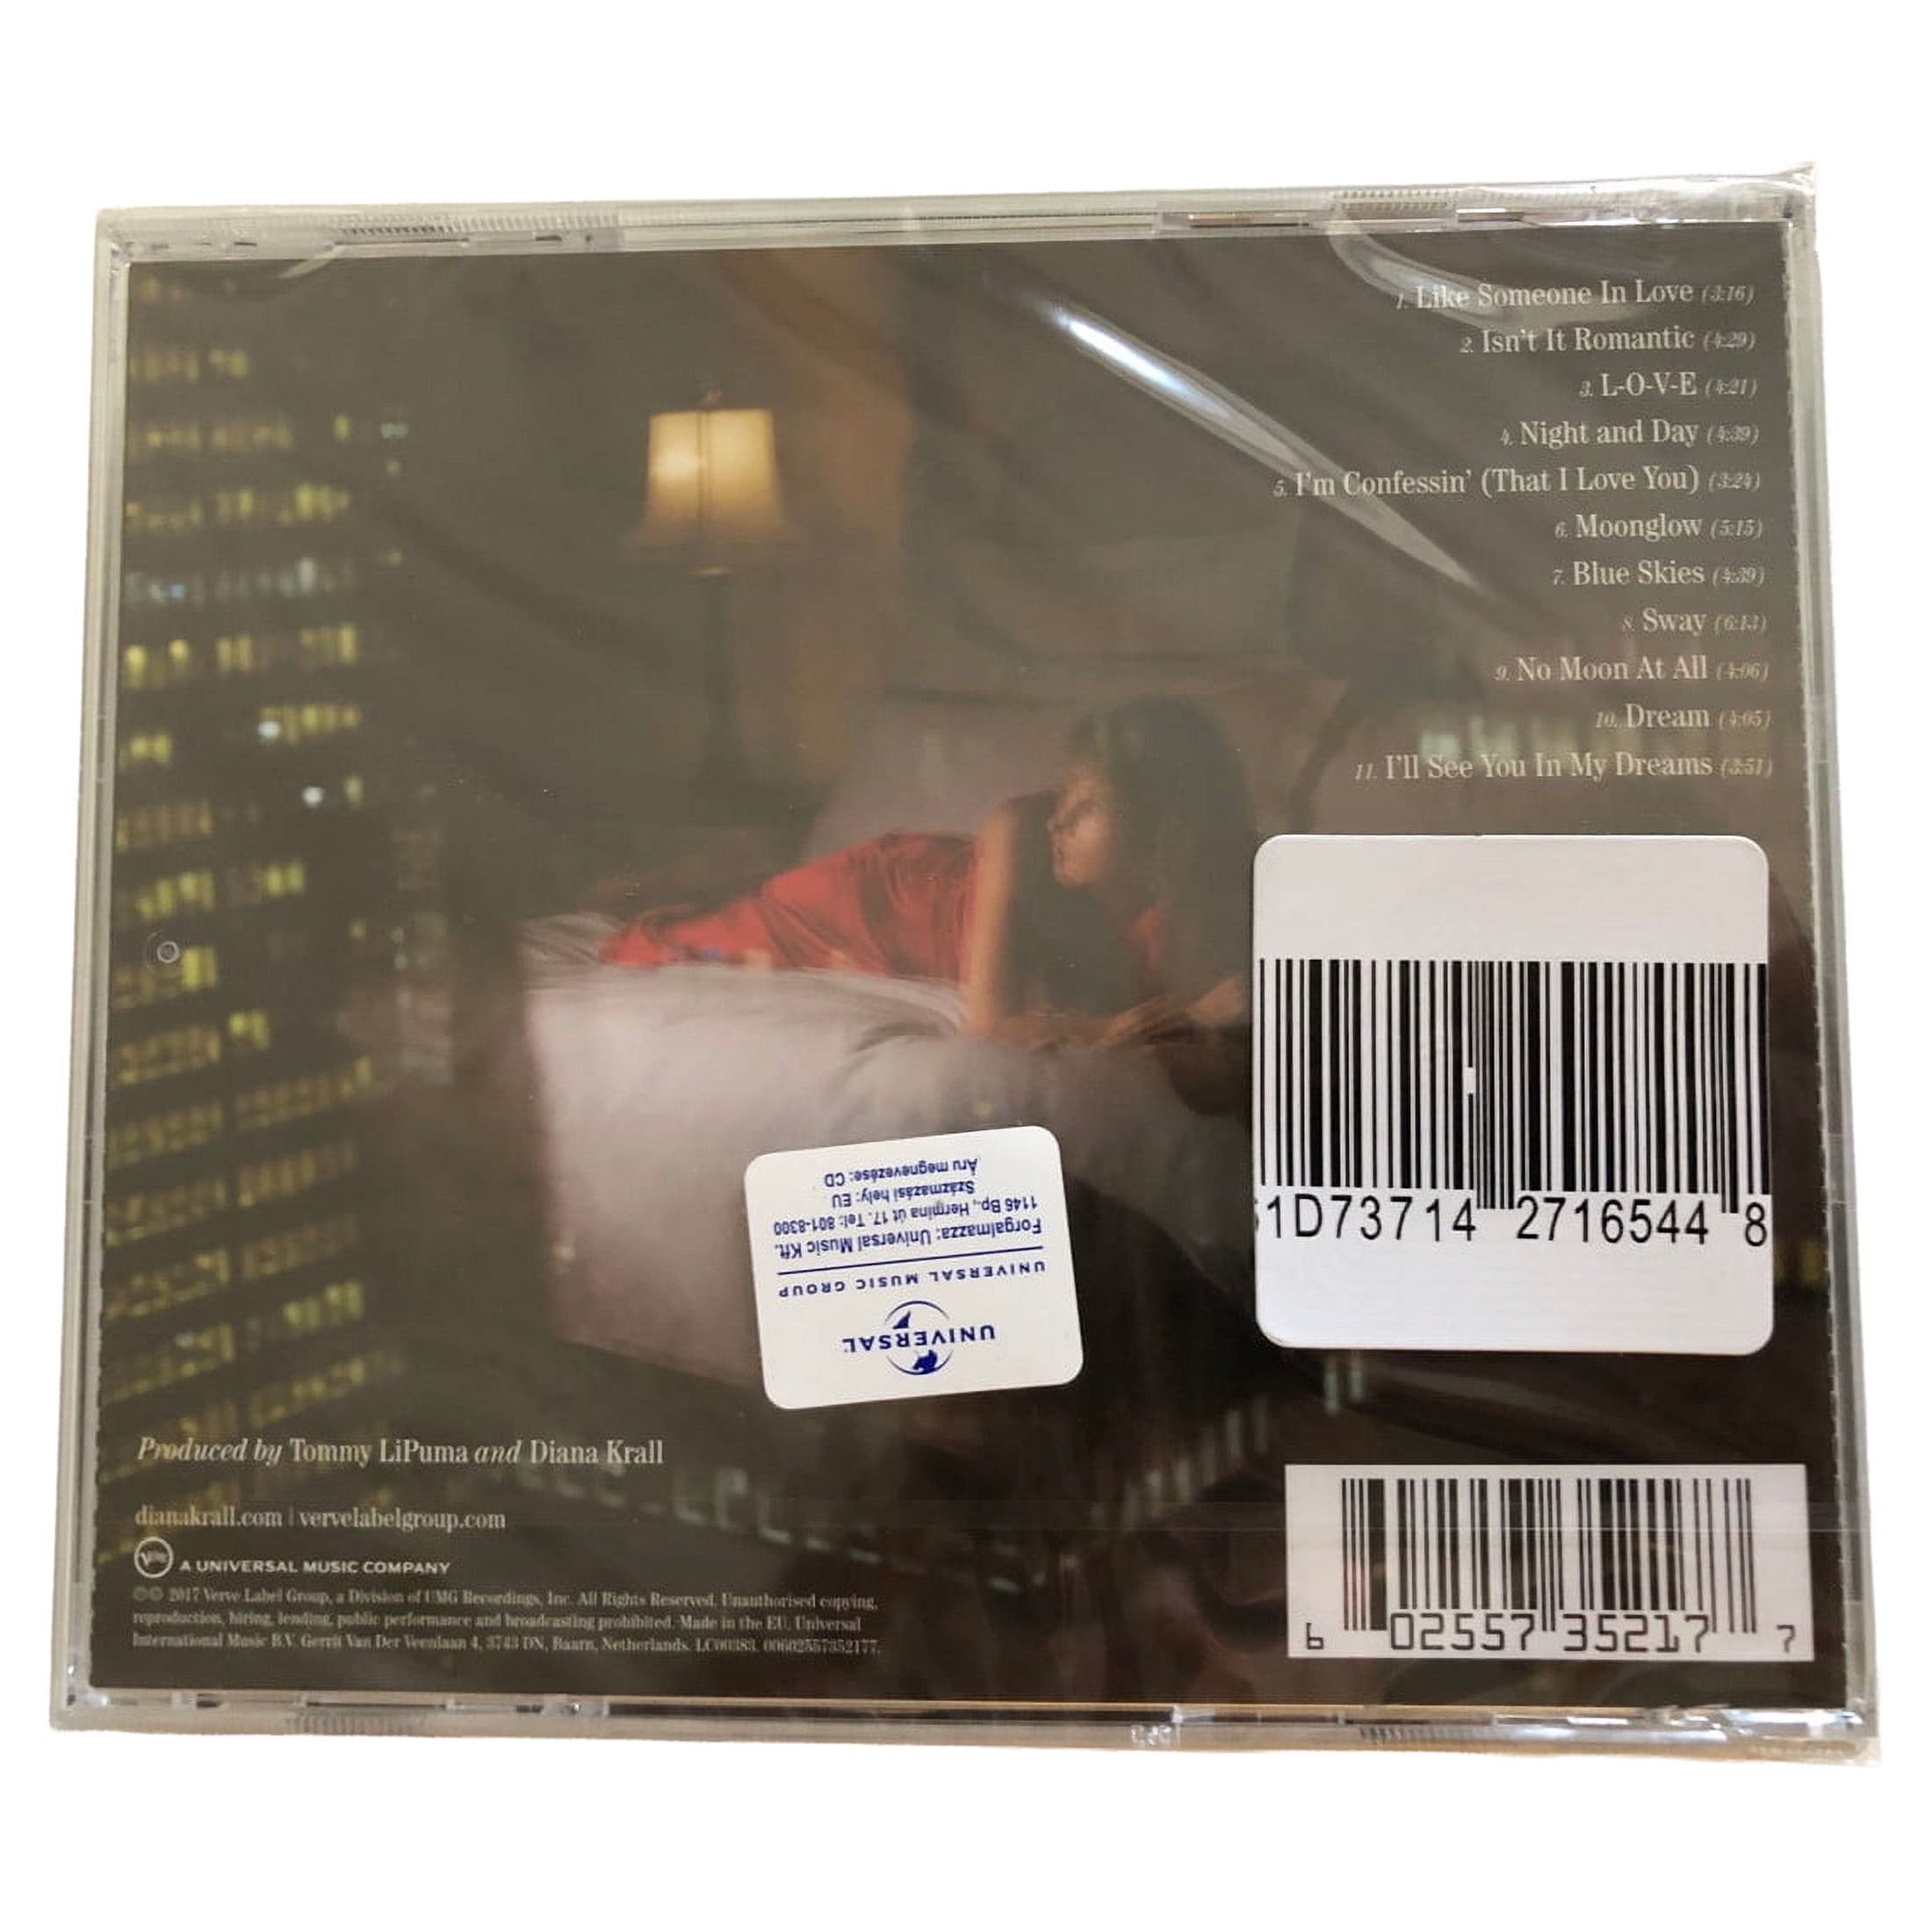 1. Like Someone In Love (3:16)
2. Isn't It Romantic (4:29)
3. L-O-V-E (4:21)
4. Night and Day (4:39)
5. I'm Confessin' (That I Love You) (3:24)
6. Moonglow (5:15)
7. Blue Skies (4:39)
8. Sway (6:13)
9. No Moon At All (4:06)
10. Dream (4:05)
11. I'll See You In My Dreams (3:51)
1D73714 2716544 8
UNIVERSAL
UNIVERSAL MUSIC GROUP
Forgalmazza: Universal Music Kft.
1146 Bp., Hermina út 17. Tel: 801-8300
Származási hely: EU
Áru megnevezése: CD
Produced by Tommy LiPuma and Diana Krall
dianakrall.com | vervelabelgroup.com
Verve A UNIVERSAL MUSIC COMPANY
℗© 2017 Verve Label Group, a Division of UMG Recordings, Inc. All Rights Reserved. Unauthorised copying,
reproduction, hiring, lending, public performance and broadcasting prohibited. Made in the EU. Universal
International Music B.V. Gerrit Van Der Veenlaan 4, 3743 DN, Baarn, Netherlands. LC00383. 00602557352177.
6 02557 35217 7